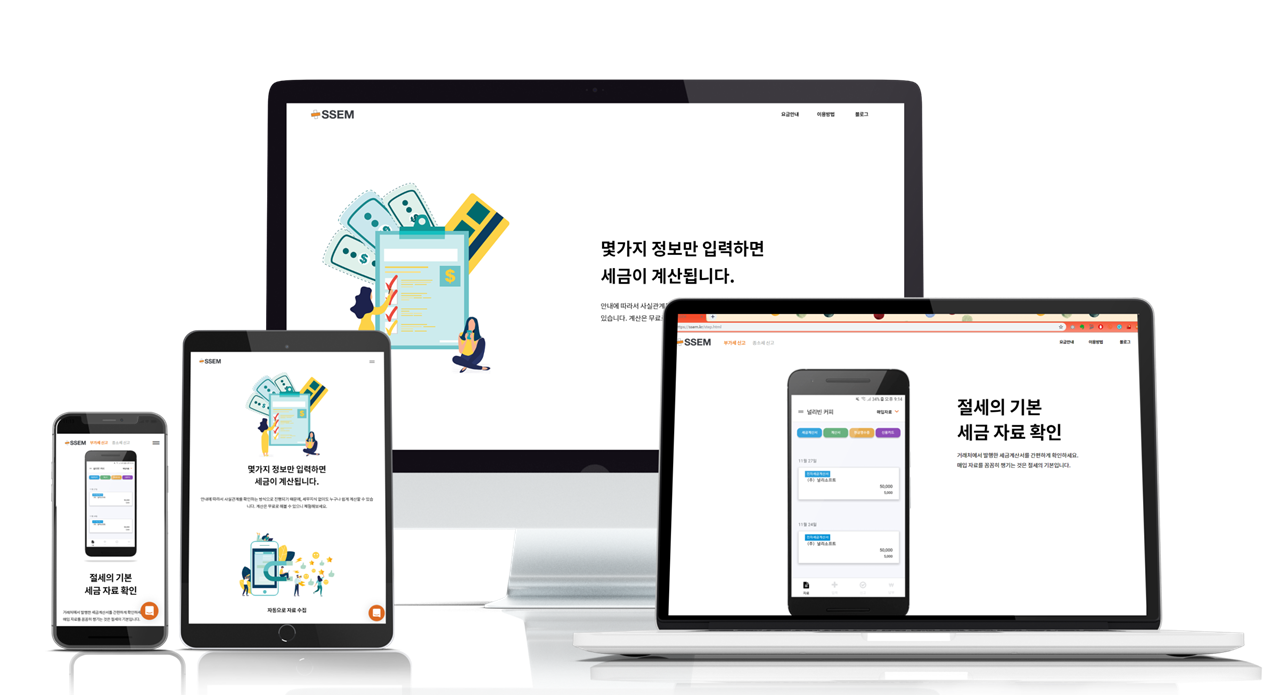 SSEM
요금안내 이용방법 블로그
몇가지 정보만 입력하면
세금이 계산됩니다.
안내에 따라서 사실관계
있습니다. 계산은 무료
SSEM
몇가지 정보만 입력하면
세금이 계산됩니다.
안내에 따라서 사실관계를 확인하는 방식으로 진행되기 때문에, 세무지식 없이도 누구나 쉽게 계산할 수 있습
니다. 계산은 무료로 해볼 수 있으니 체험해보세요.
자동으로 자료 수집
SSEM 부가세 신고 종소세 신고
절세의 기본
세금 자료 확인
거래처에서 발행한 세금계산서를 간편하게 확인하세
매입 자료를 꼼꼼히 챙기는 것은 절세의 기본입니다.
SSEM 부가세 신고 종소세 신고
요금안내 이용방법 블로그
널리반 커피
매입자료
세금계산서 계산서
11월 27일
전자세금계산서
(주) 널리소프트
50,000
5,000
11월 24일
전자세금계산서
(주) 널리소프트
50,000
5,000
자료
절세의 기본
세금 자료 확인
거래처에서 발행한 세금계산서를 간편하게 확인하세요.
매입 자료를 꼼꼼히 챙기는 것은 절세의 기본입니다.